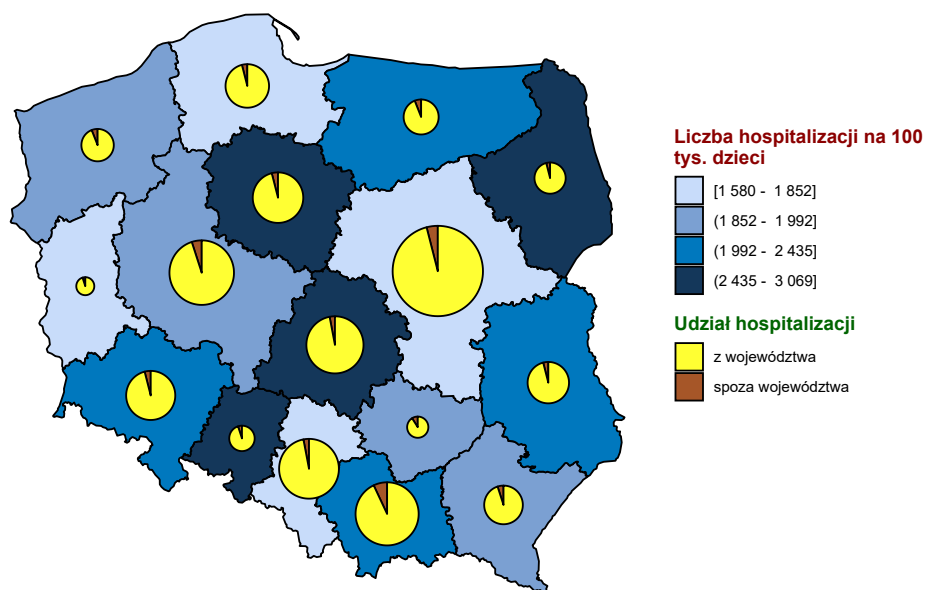 Liczba hospitalizacji na 100
tys. dzieci
[1 580 - 1 852]
(1 852 - 1 992]
(1 992 - 2 435]
(2 435 - 3 069]
Udział hospitalizacji
z województwa
spoza województwa